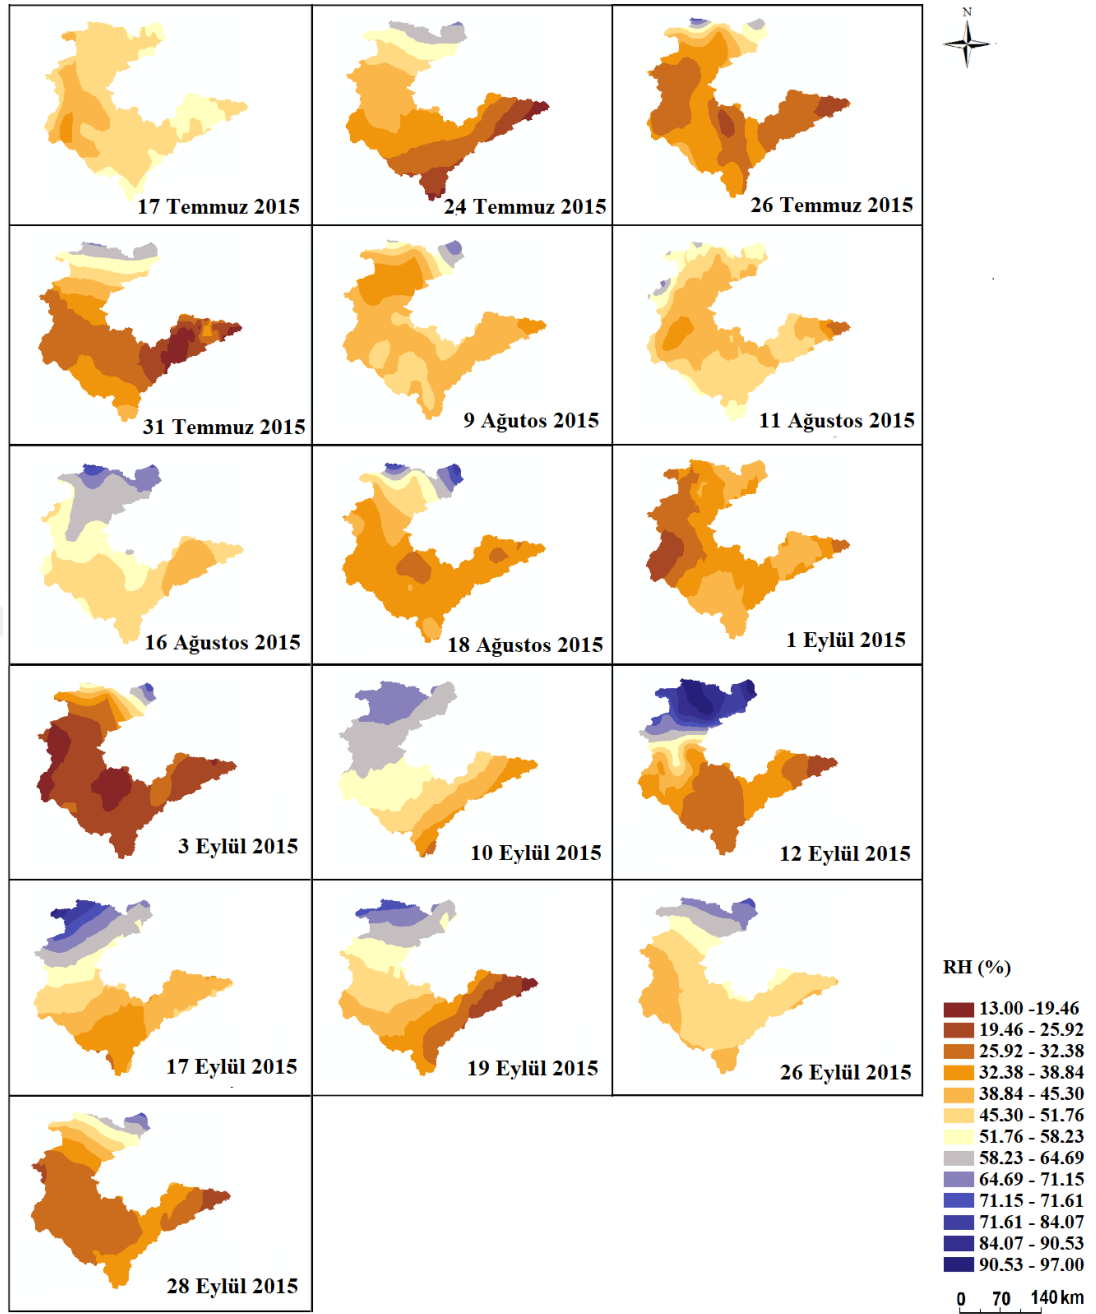 N
17 Temmuz 2015
24 Temmuz 2015
26 Temmuz 2015
31 Temmuz 2015
9 Ağutos 2015
11 Ağustos 2015
16 Ağustos 2015
18 Ağustos 2015
1 Eylül 2015
3 Eylül 2015
10 Eylül 2015
12 Eylül 2015
17 Eylül 2015
19 Eylül 2015
26 Eylül 2015
28 Eylül 2015
RH (%)
13.00 -19.46
19.46 - 25.92
25.92 - 32.38
32.38 - 38.84
38.84 - 45.30
45.30 - 51.76
51.76 - 58.23
58.23 - 64.69
64.69 - 71.15
71.15 - 71.61
71.61 - 84.07
84.07 - 90.53
90.53 - 97.00
0 70 140 km